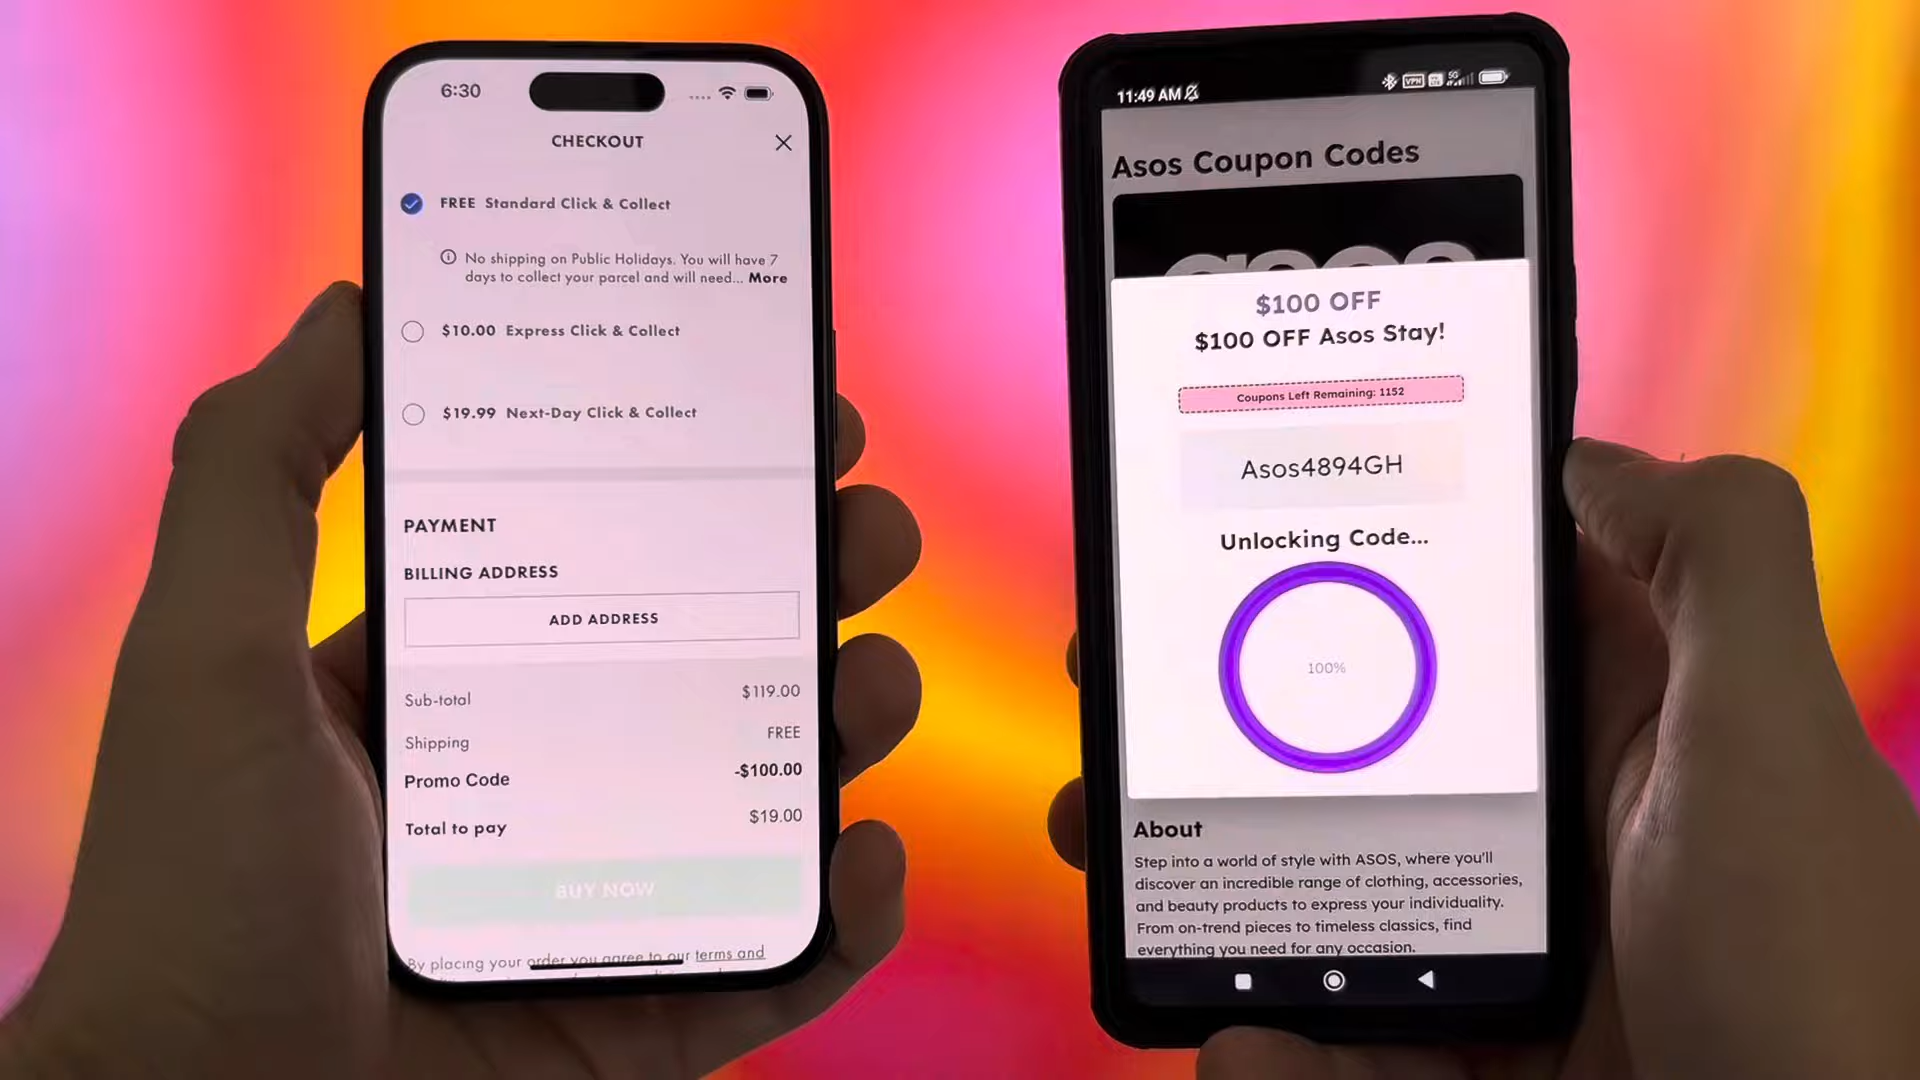 6:30
CHECKOUT
FREE Standard Click & Collect
No shipping on Public Holidays. You will have 7
days to collect your parcel and will need... More
$10.00 Express Click & Collect
$19.99 Next-Day Click & Collect
PAYMENT
BILLING ADDRESS
ADD ADDRESS
Sub-total $119.00
Shipping FREE
Promo Code -$100.00
Total to pay $19.00
BUY NOW
By placing your order you agree to our terms and
11:49 AM
VPN
5G
Asos Coupon Codes
asos
$100 OFF
$100 OFF Asos Stay!
Coupons Left Remaining: 1152
Asos4894GH
Unlocking Code...
100%
About
Step into a world of style with ASOS, where you'll
discover an incredible range of clothing, accessories,
and beauty products to express your individuality.
From on-trend pieces to timeless classics, find
everything you need for any occasion.